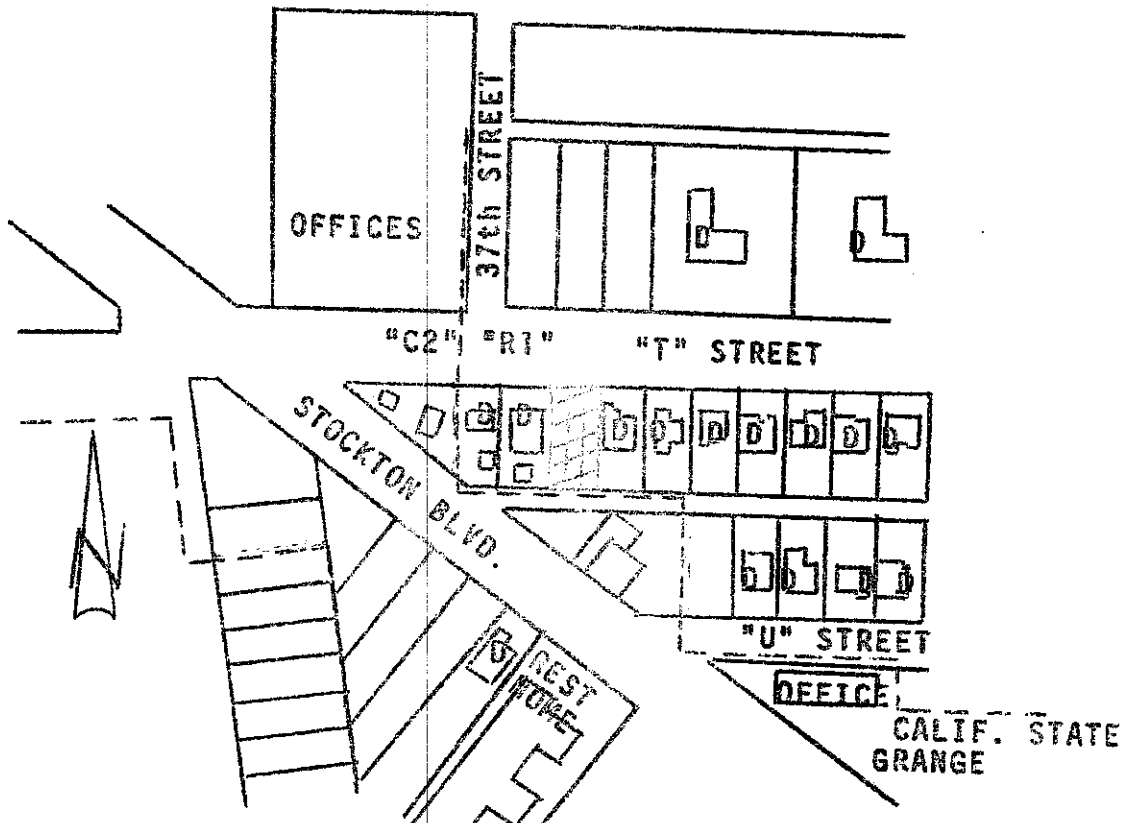 OFFICES
37th STREET
D
D
"C2" "R1" "T" STREET
STOCKTON BLVD.
D D D D D D D D D
D D D D
D
REST
HOME
"U" STREET
OFFICE
CALIF. STATE
GRANGE
N